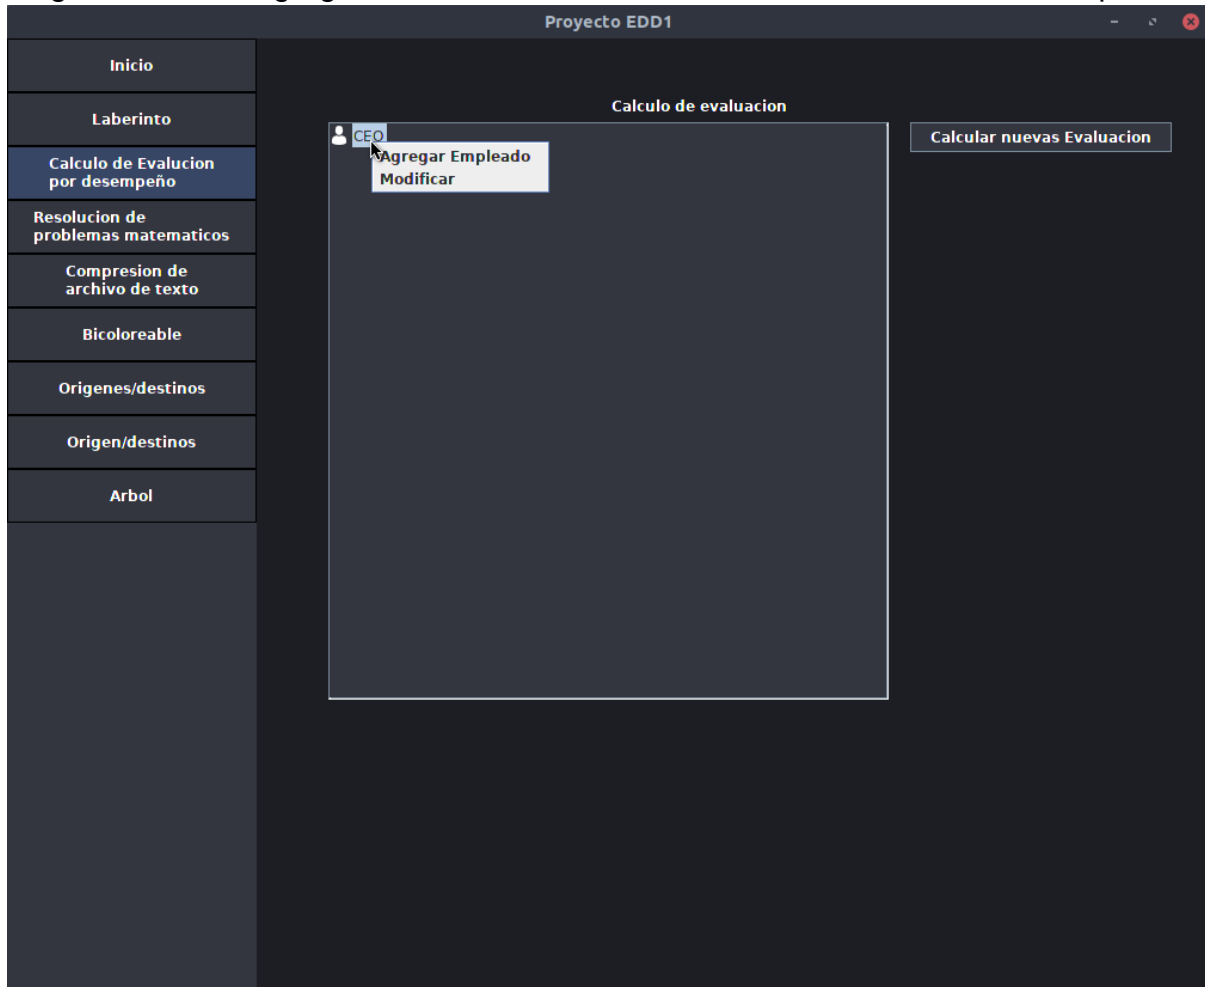 Proyecto EDD1
Inicio
Laberinto
Calculo de Evalucion
por desempeño
Resolucion de
problemas matematicos
Compresion de
archivo de texto
Bicoloreable
Origenes/destinos
Origen/destinos
Arbol
Calculo de evaluacion
CEO
Agregar Empleado
Modificar
Calcular nuevas Evaluacion